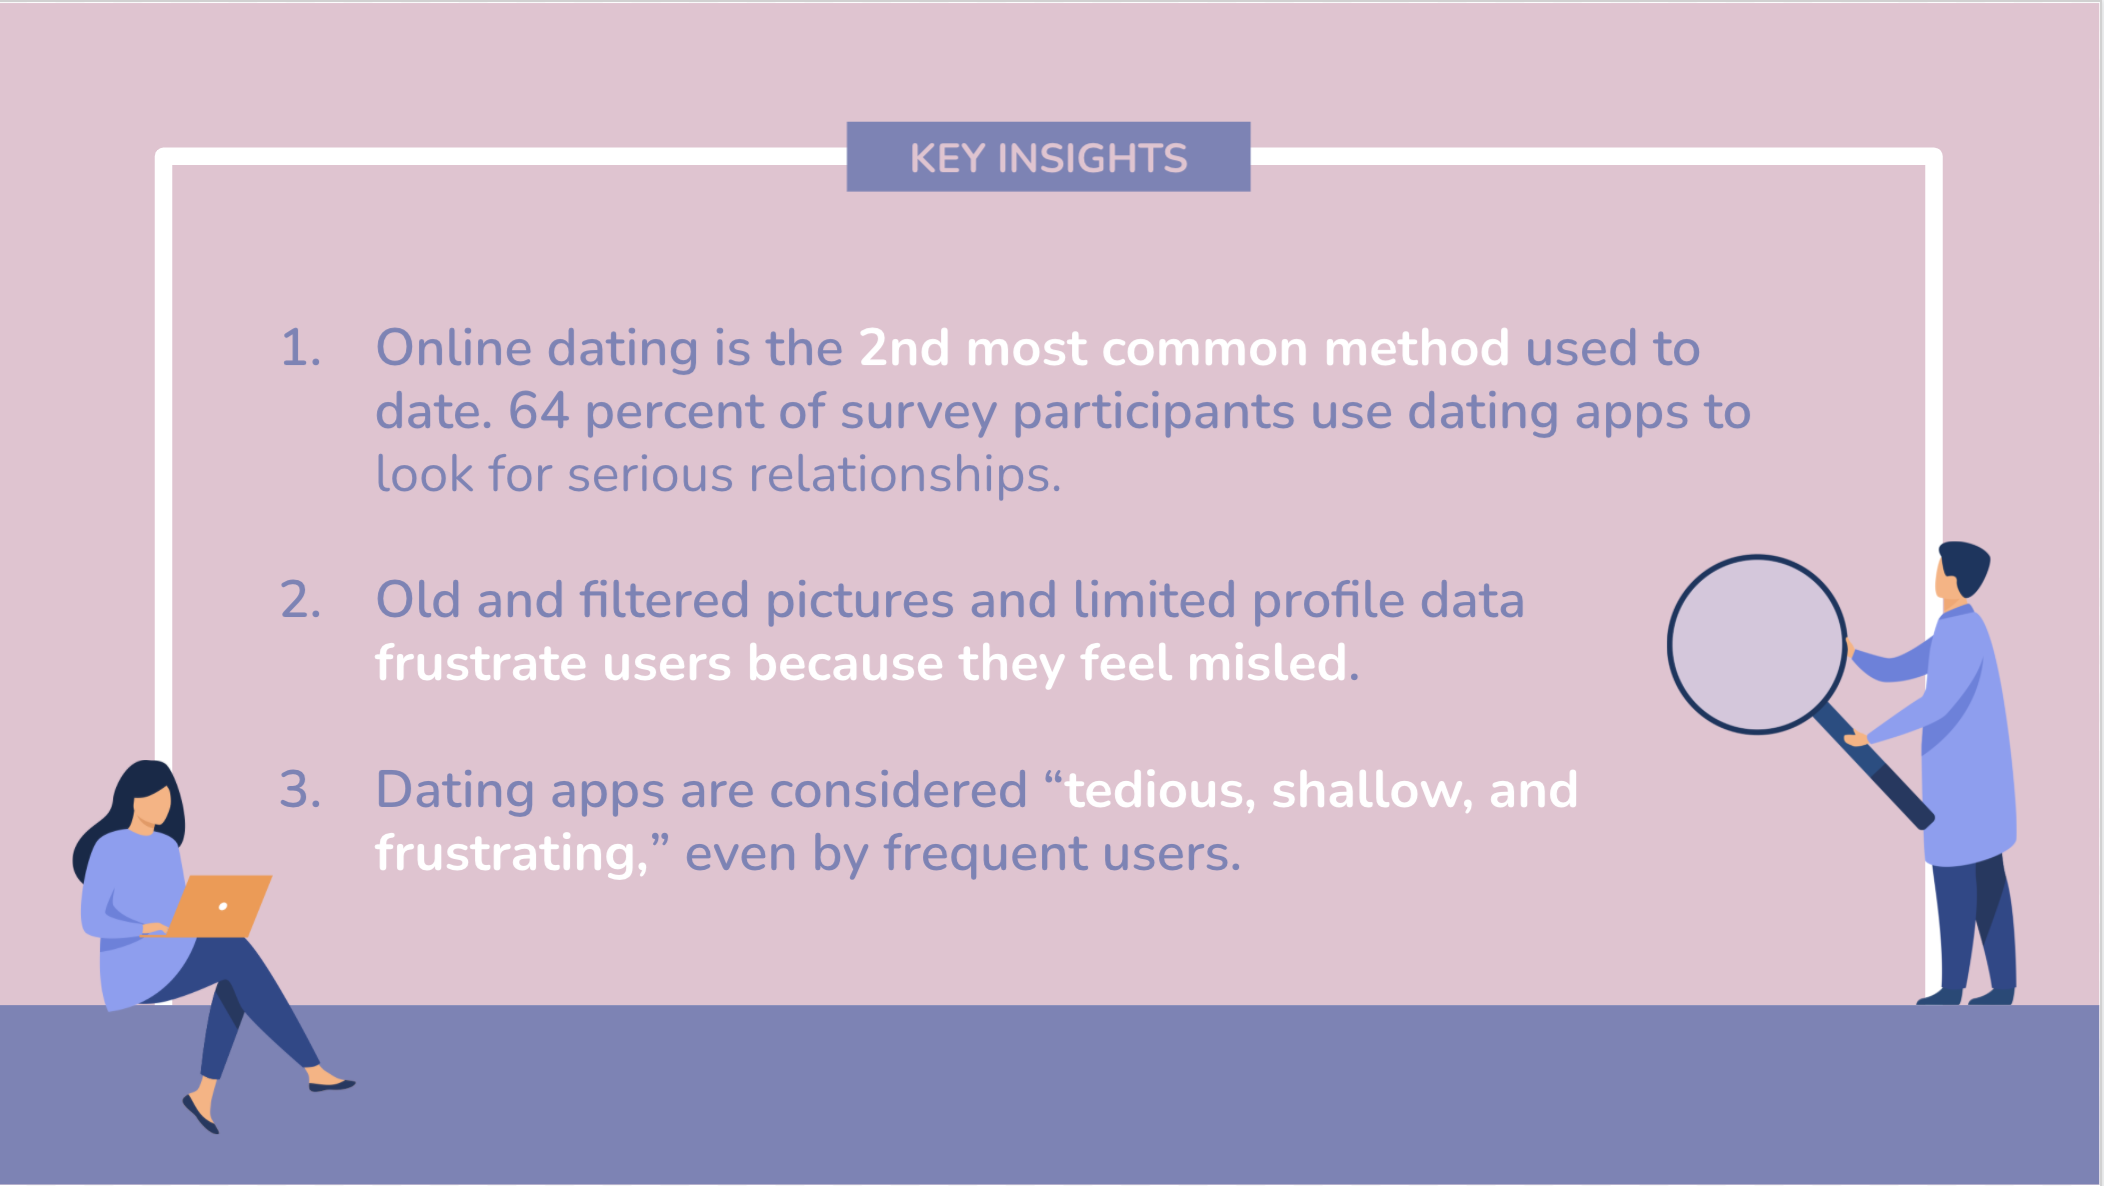 KEY INSIGHTS
1. Online dating is the 2nd most common method used to
date. 64 percent of survey participants use dating apps to
look for serious relationships.
2. Old and filtered pictures and limited profile data
frustrate users because they feel misled.
3. Dating apps are considered “tedious, shallow, and
frustrating,” even by frequent users.